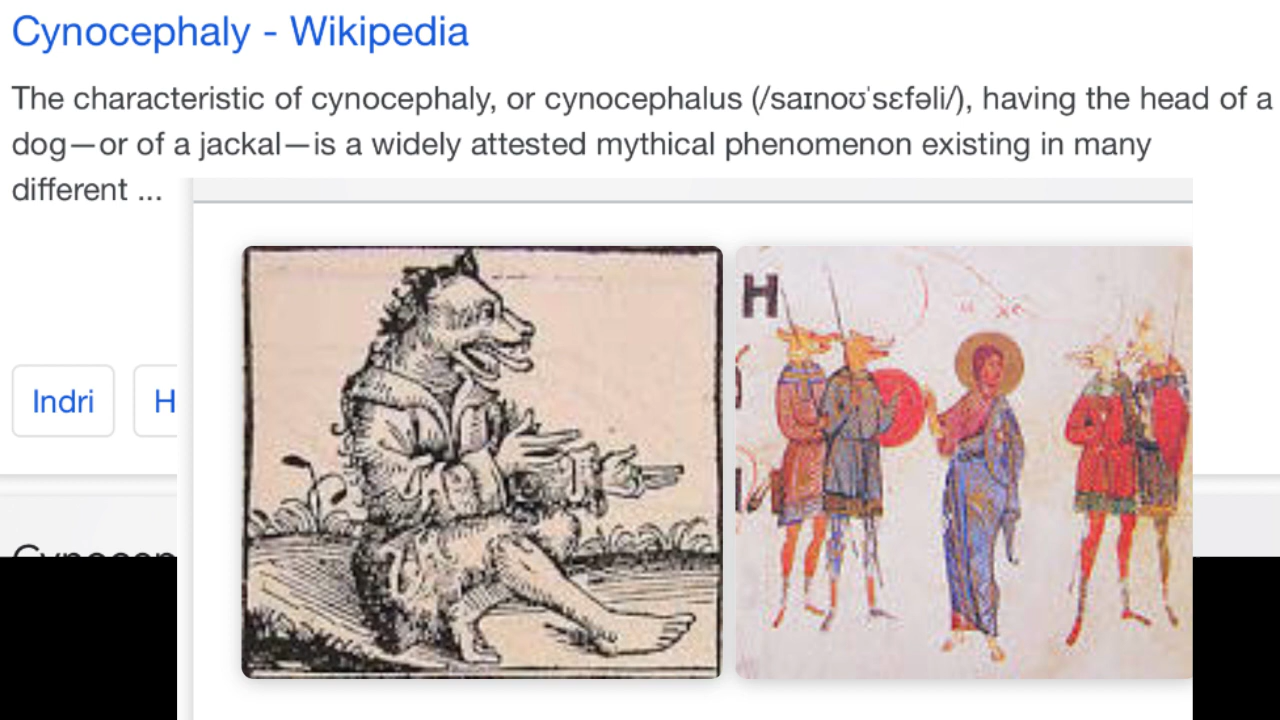 Cynocephaly - Wikipedia
The characteristic of cynocephaly, or cynocephalus (/saɪnoʊˈsɛfəli/), having the head of a
dog—or of a jackal—is a widely attested mythical phenomenon existing in many
different ...
H
Indri
H